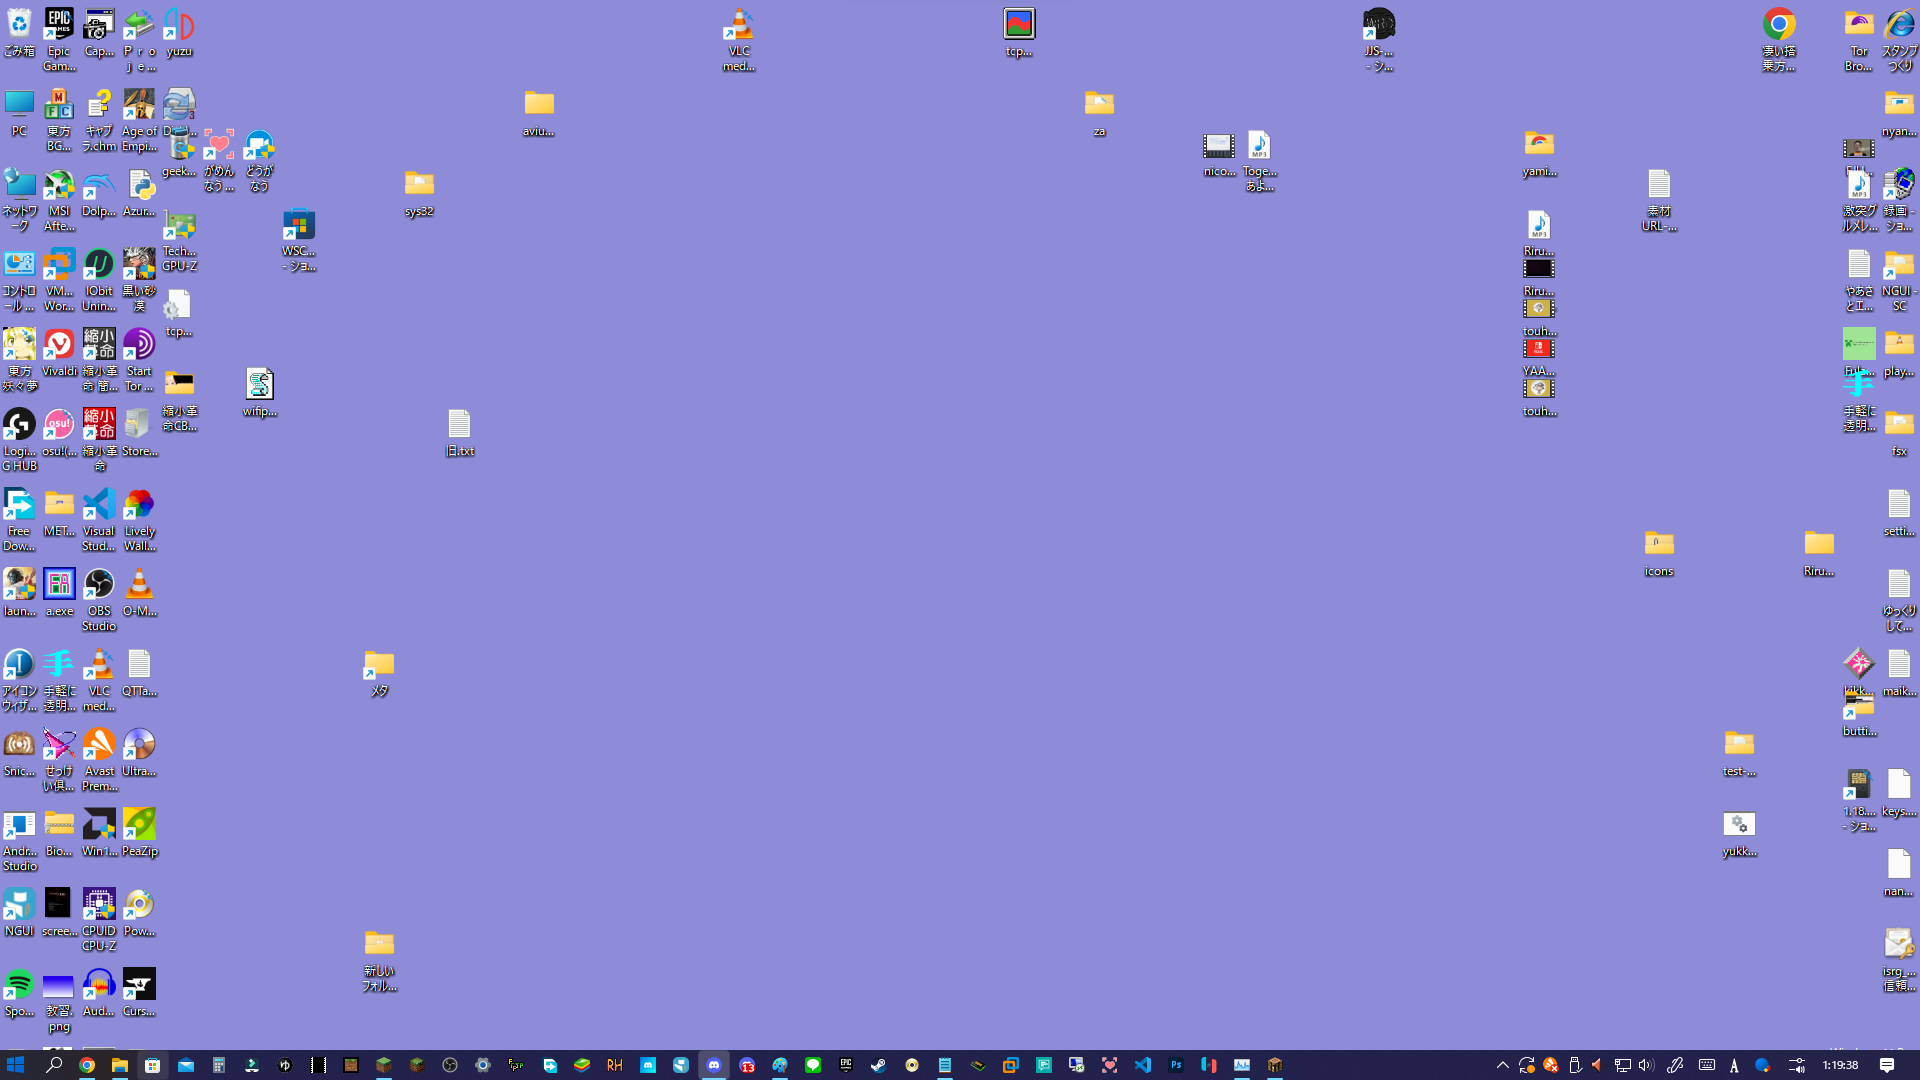 ごみ箱
Epic
Gam...
Cap...
Ｐｒｏ
ｊｅ...
yuzu
VLC
med...
tcp...
JJS-...
- シ...
凄い搭
乗方...
Tor
Bro...
スタンプ
つくり
PC
東方
BG...
キャプ
ラ.chm
Age of
Empi...
aviu...
za
nyan...
geek...
がめん
なう ...
どうが
なう
nico...
Toge...
あよ...
yami...
ネットワ
ーク
MSI
Afte...
Dolp...
Azur...
sys32
素材
URL-...
激突グ
ルメレ...
録画 -
ショ...
Tech...
GPU-Z
WSC...
- ショ...
Riru...
コントロ
ール ...
VM...
Wor...
IObit
Unin...
黒い砂
漠
Riru...
やあさ
とエ...
NGUI -
SC
tcp...
touh...
東方
妖々夢
Vivaldi
縮小革
命 簡...
Start
Tor ...
YAA...
play...
縮小革
命CB...
wifip...
touh...
手軽に
透明...
Logi...
G HUB
osu!(...
縮小革
命
Store...
旧.txt
fsx
Free
Dow...
MET...
Visual
Stud...
Lively
Wall...
setti...
icons
Riru...
laun...
a.exe
OBS
Studio
O-M...
ゆっくり
して...
アイコン
ウィザ...
手軽に
透明...
VLC
med...
QTTa...
メタ
kikk...
maik...
butti...
Snic...
せっけ
い倶...
Avast
Prem...
Ultra...
test-...
Andr...
Studio
Bio...
Win1...
PeaZip
1.18....
- ショ...
keys....
yukk...
NGUI
scree...
CPUID
CPU-Z
Pow...
nan...
新しい
フォル...
isrg_...
信頼...
Spo...
教習.
png
Aud...
Curs...
1:19:38